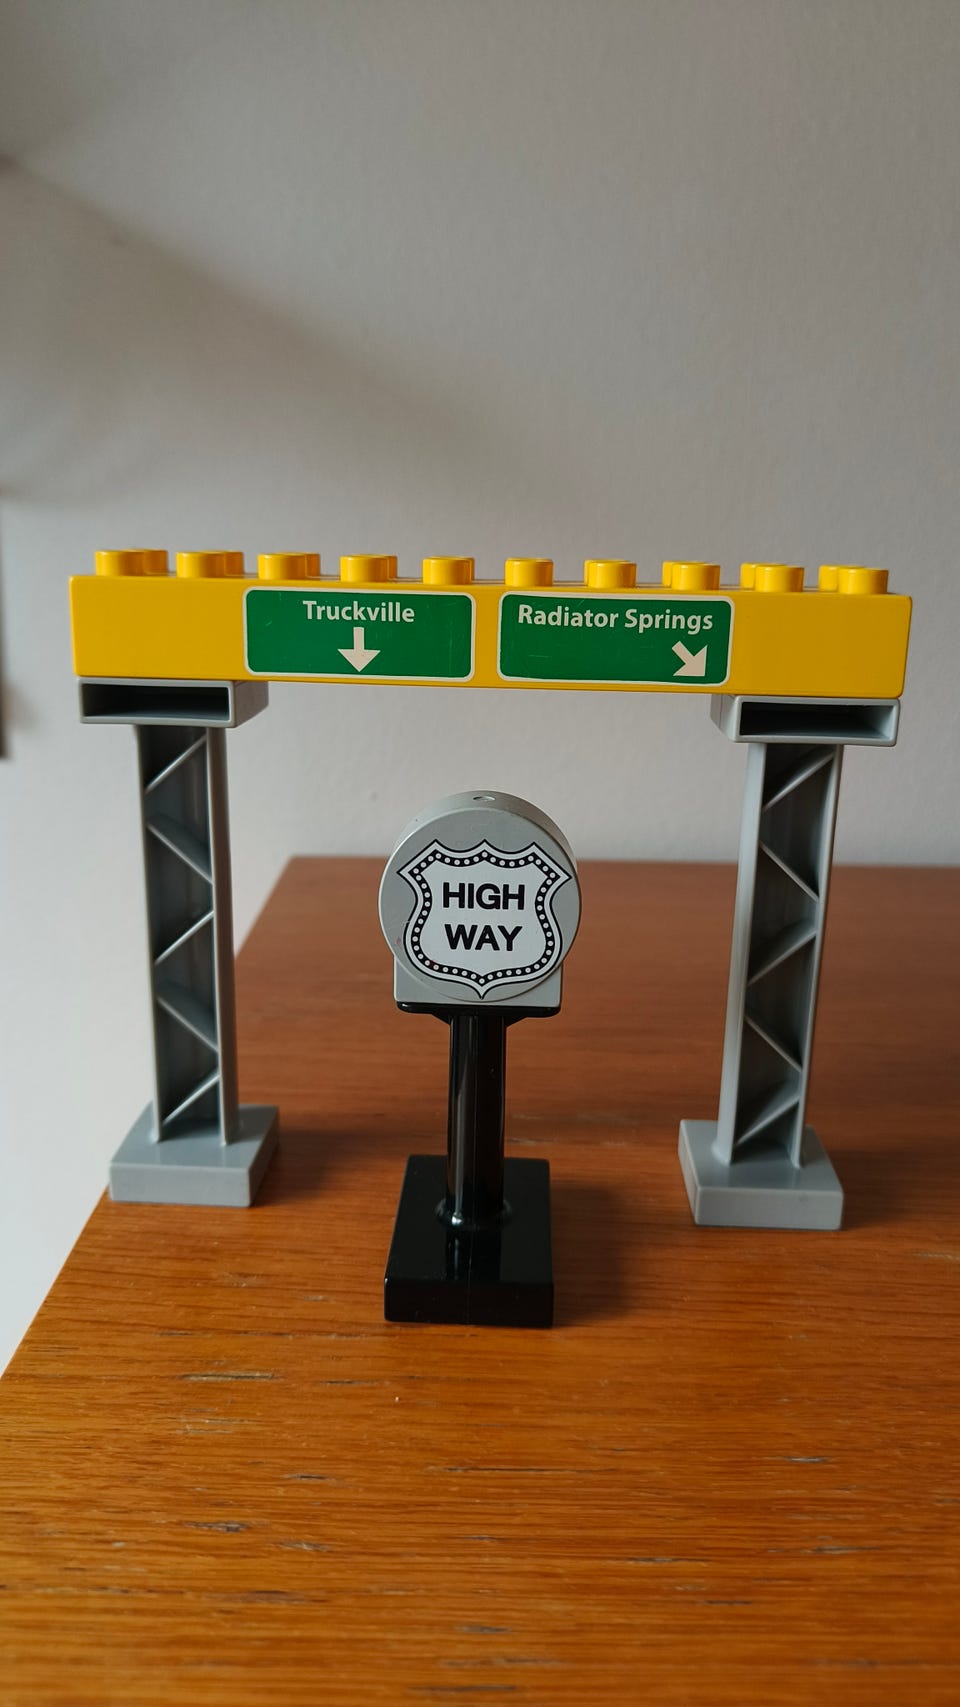 Truckville
Radiator Springs
HIGH
WAY